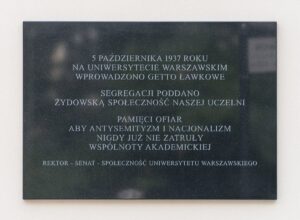 5 PAŹDZIERNIKA 1937 ROKU
NA UNIWERSYTECIE WARSZAWSKIM
WPROWADZONO GETTO ŁAWKOWE
SEGREGACJI PODDANO
ŻYDOWSKĄ SPOŁECZNOŚĆ NASZEJ UCZELNI
PAMIĘCI OFIAR
ABY ANTYSEMITYZM I NACJONALIZM
NIGDY JUŻ NIE ZATRUŁY
WSPÓLNOTY AKADEMICKIEJ
REKTOR - SENAT - SPOŁECZNOŚĆ UNIWERSYTETU WARSZAWSKIEGO